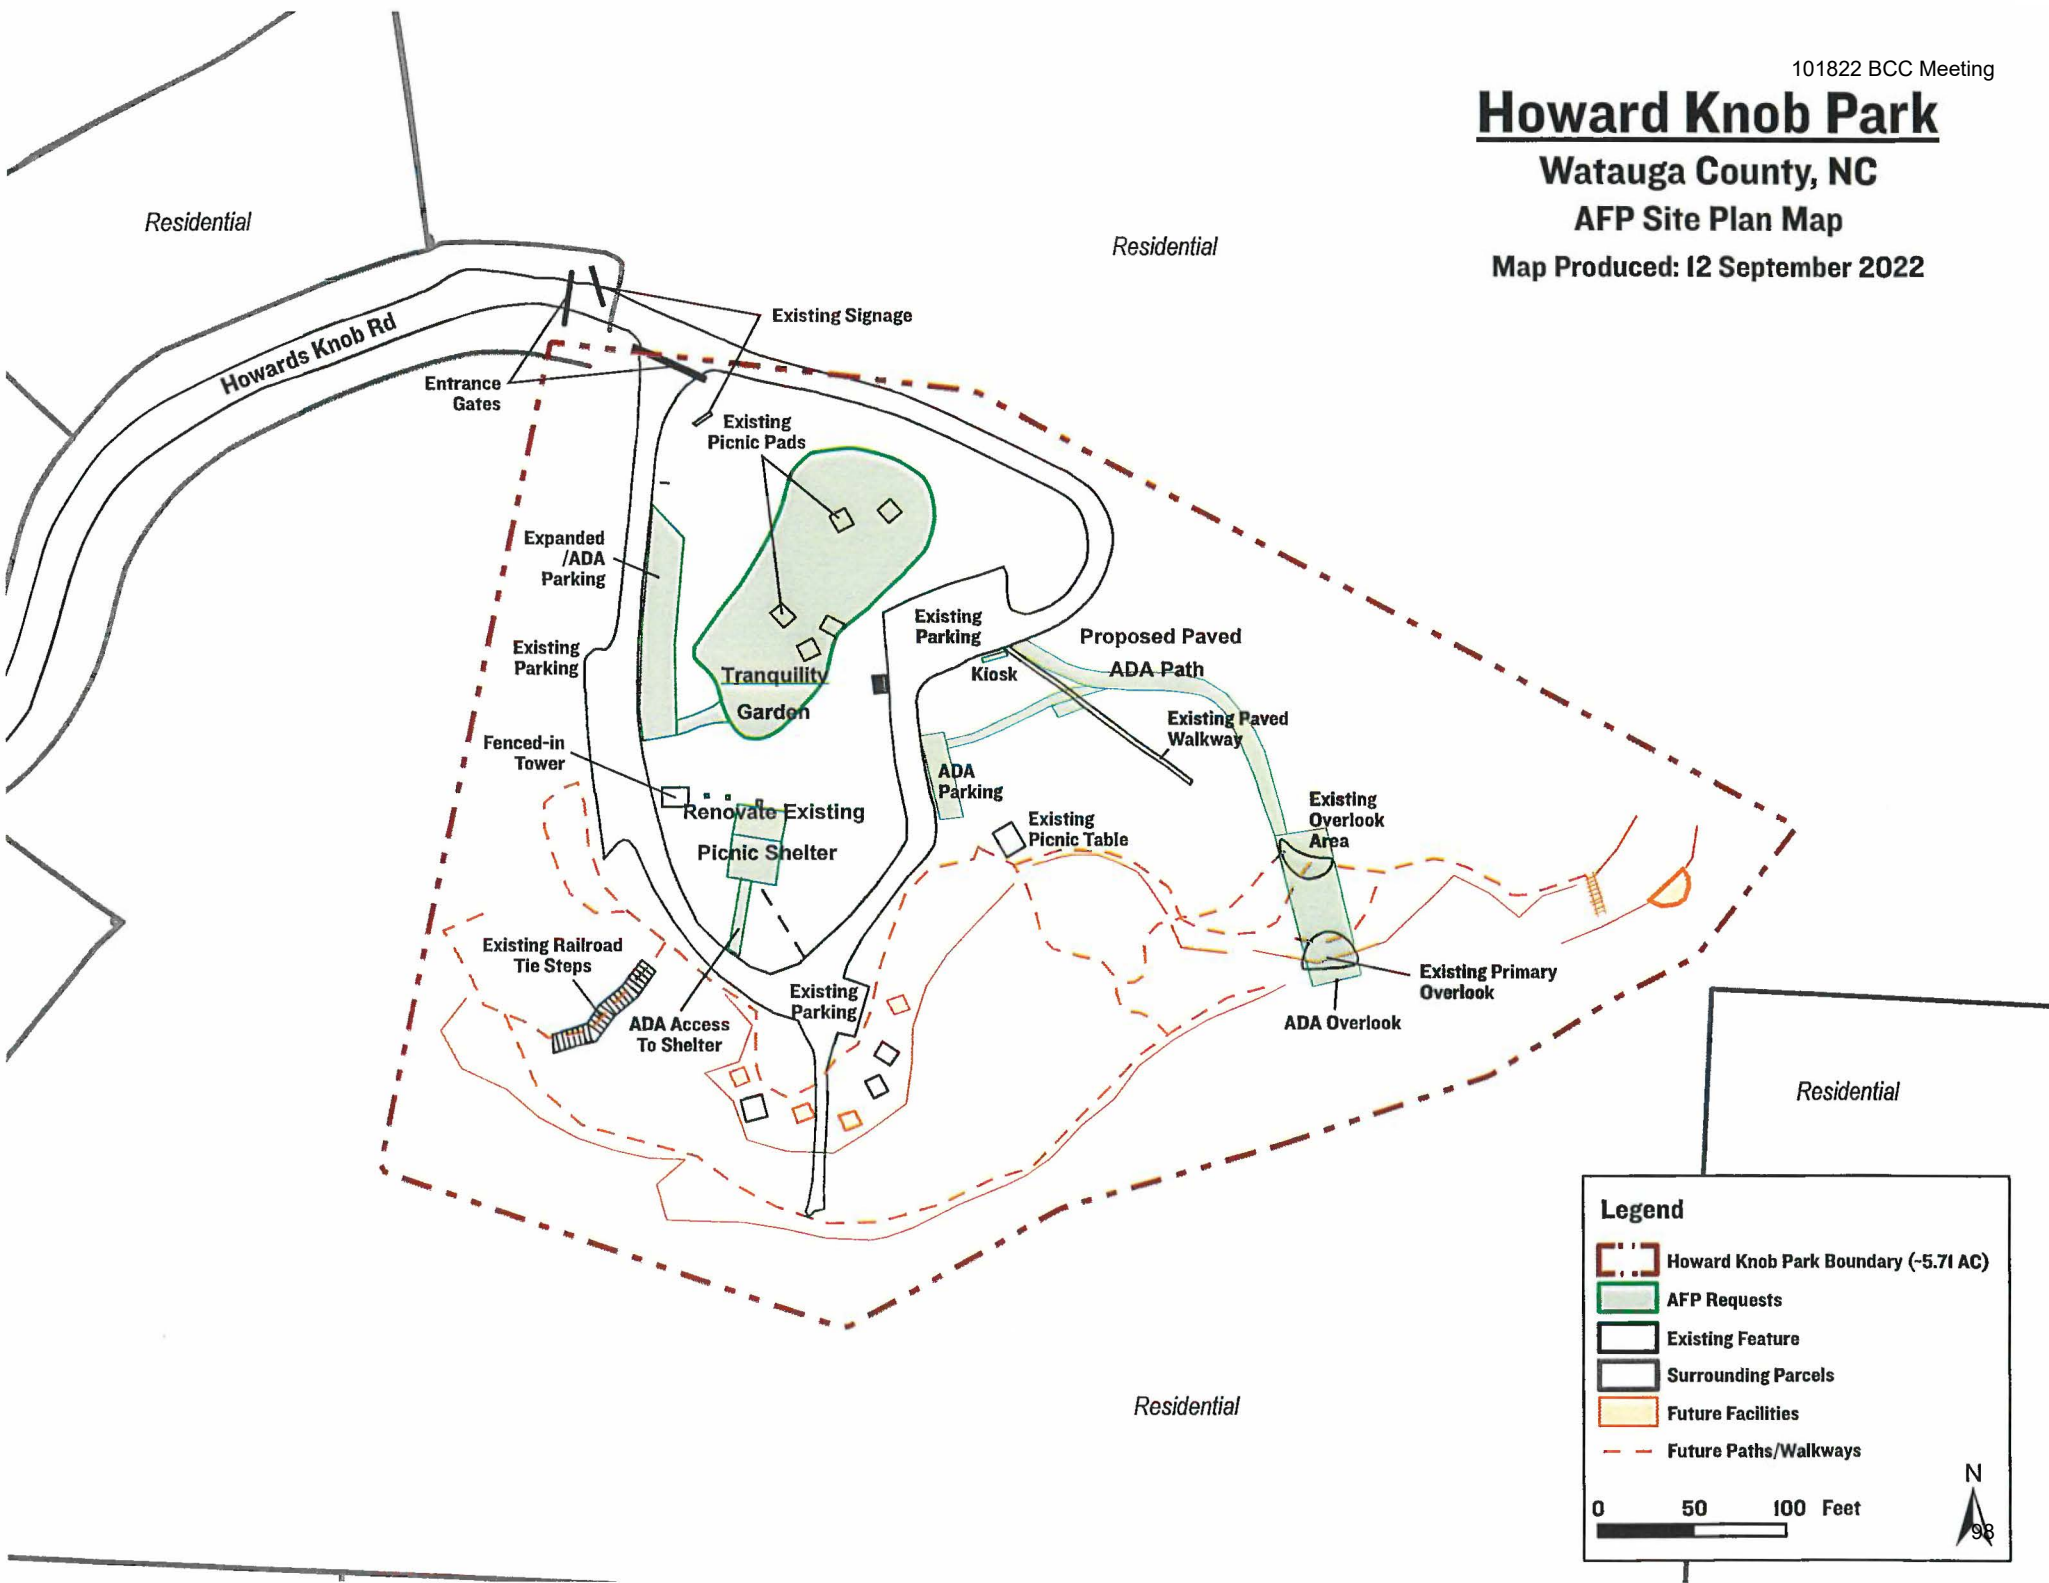 101822 BCC Meeting
Howard Knob Park
Watauga County, NC
AFP Site Plan Map
Map Produced: 12 September 2022
Residential
Residential
Howards Knob Rd
Existing Signage
Entrance
Gates
Existing
Picnic Pads
Expanded
/ADA
Parking
Existing
Parking
Existing
Parking
Proposed Paved
ADA Path
Kiosk
Tranquility
Garden
Existing Paved
Walkway
Fenced-in
Tower
ADA
Parking
Renovate Existing
Picnic Shelter
Existing
Picnic Table
Existing
Overlook
Area
Existing Railroad
Tie Steps
Existing Primary
Overlook
Existing
Parking
ADA Access
To Shelter
ADA Overlook
Residential
Residential
Legend
Howard Knob Park Boundary (~5.71 AC)
AFP Requests
Existing Feature
Surrounding Parcels
Future Facilities
Future Paths/Walkways
N
0 50 100 Feet
98